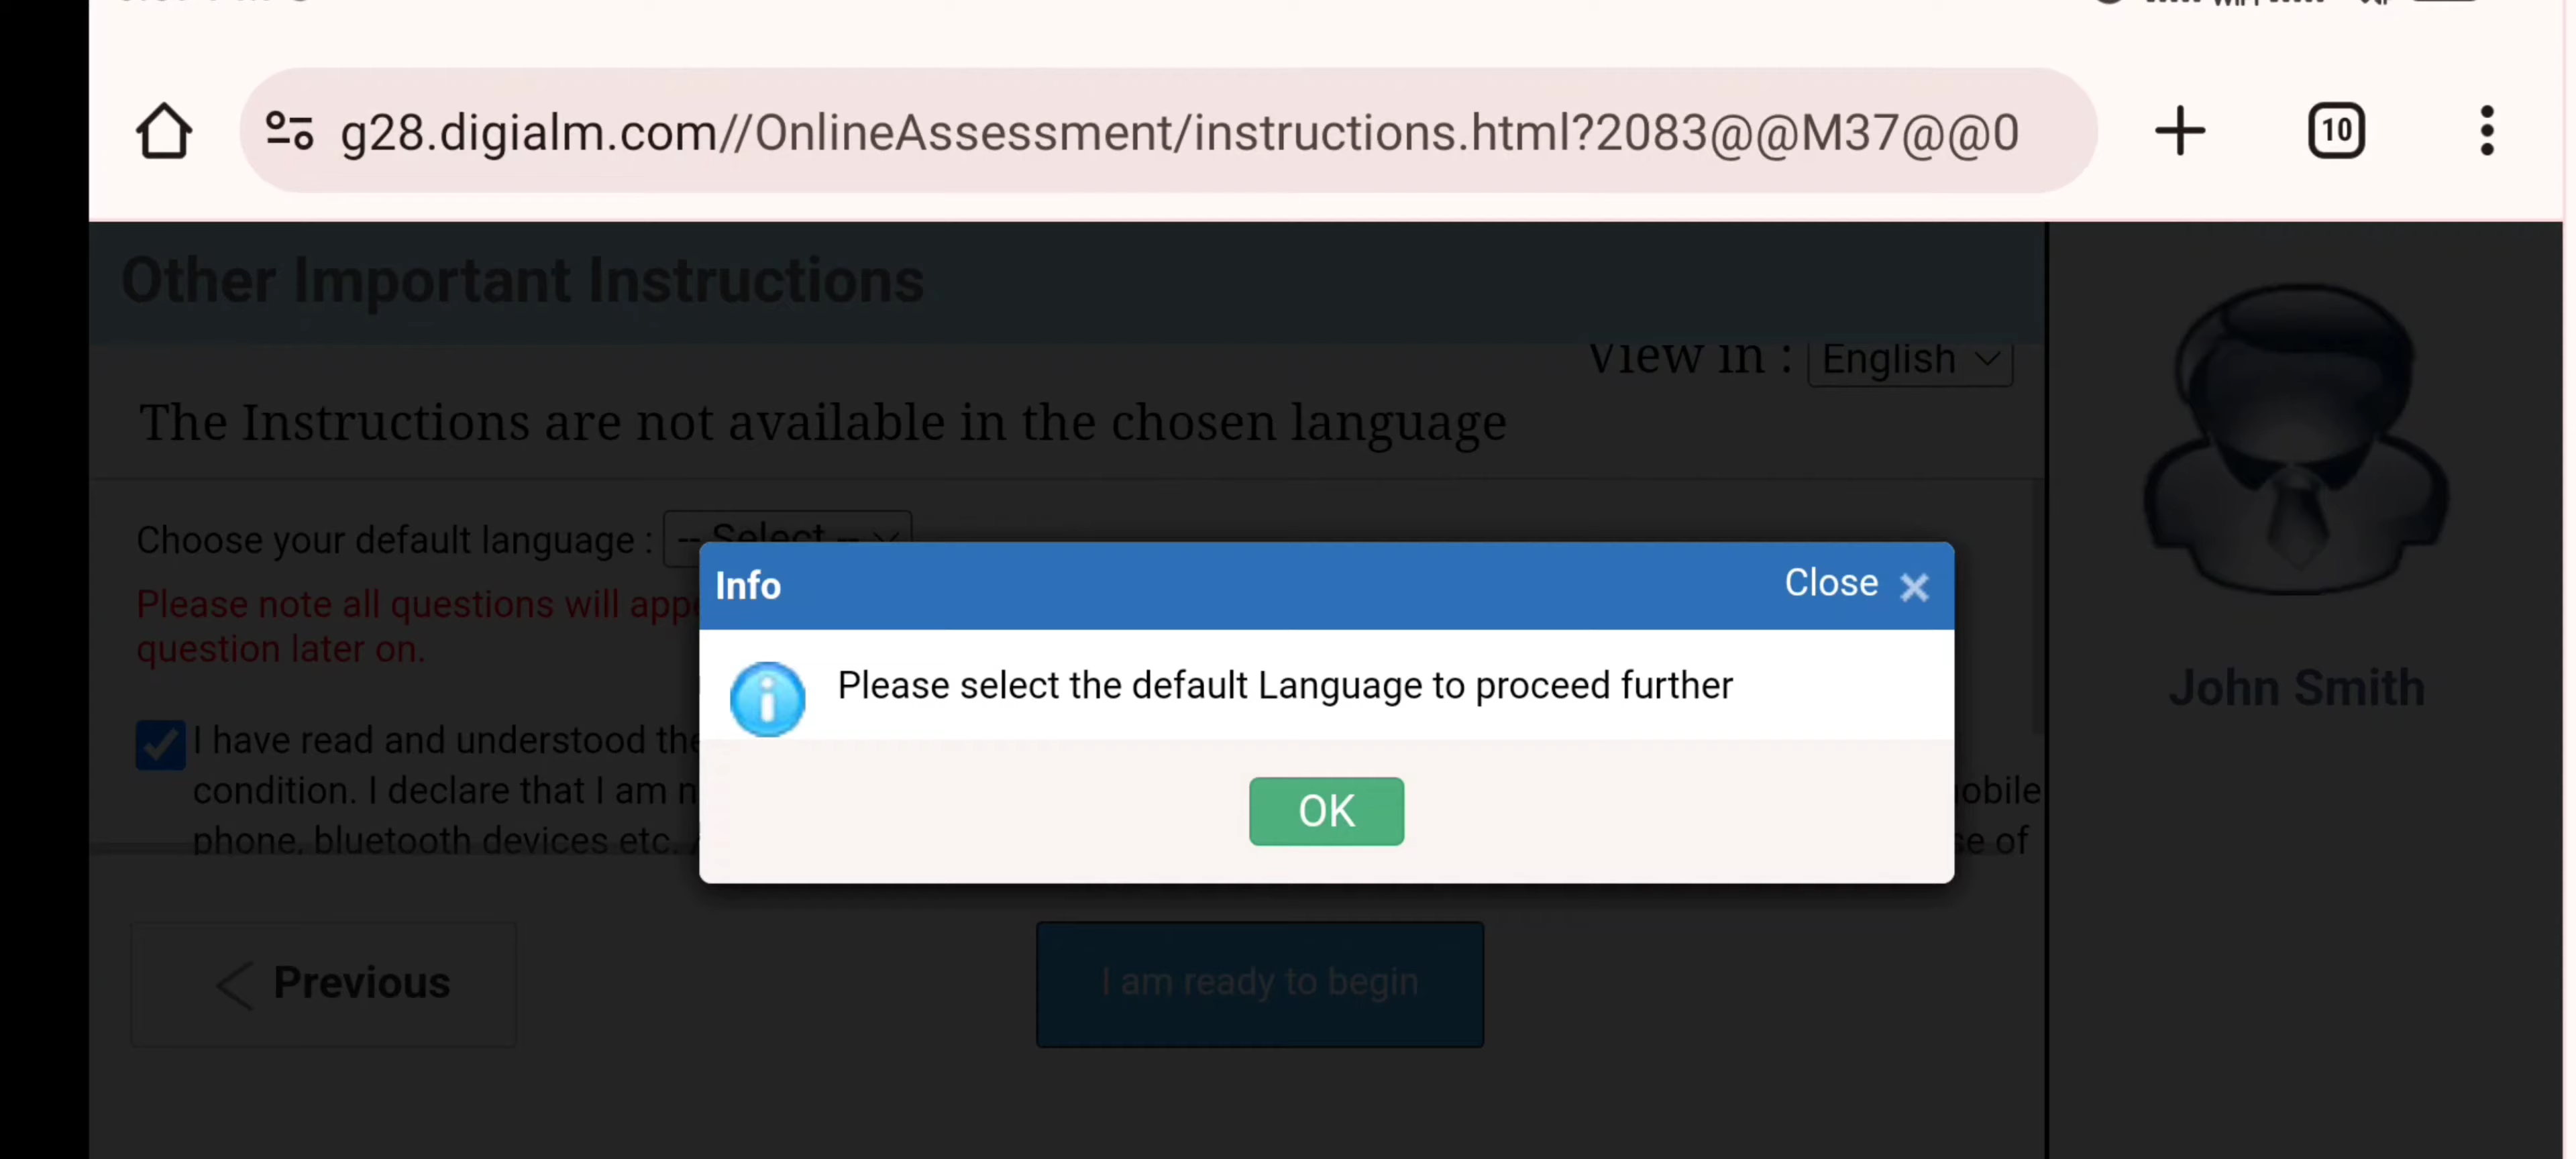 g28.digialm.com//OnlineAssessment/instructions.html?2083@@M37@@0
10
Other Important Instructions
View in : English
The Instructions are not available in the chosen language
Choose your default language : -- Select --
Please note all questions will
question later on.
Info
Close ×
Please select the default Language to proceed further
OK
I have read and understood
condition. I declare that I am
phone, bluetooth devices etc.
of
Previous
I am ready to begin
John Smith